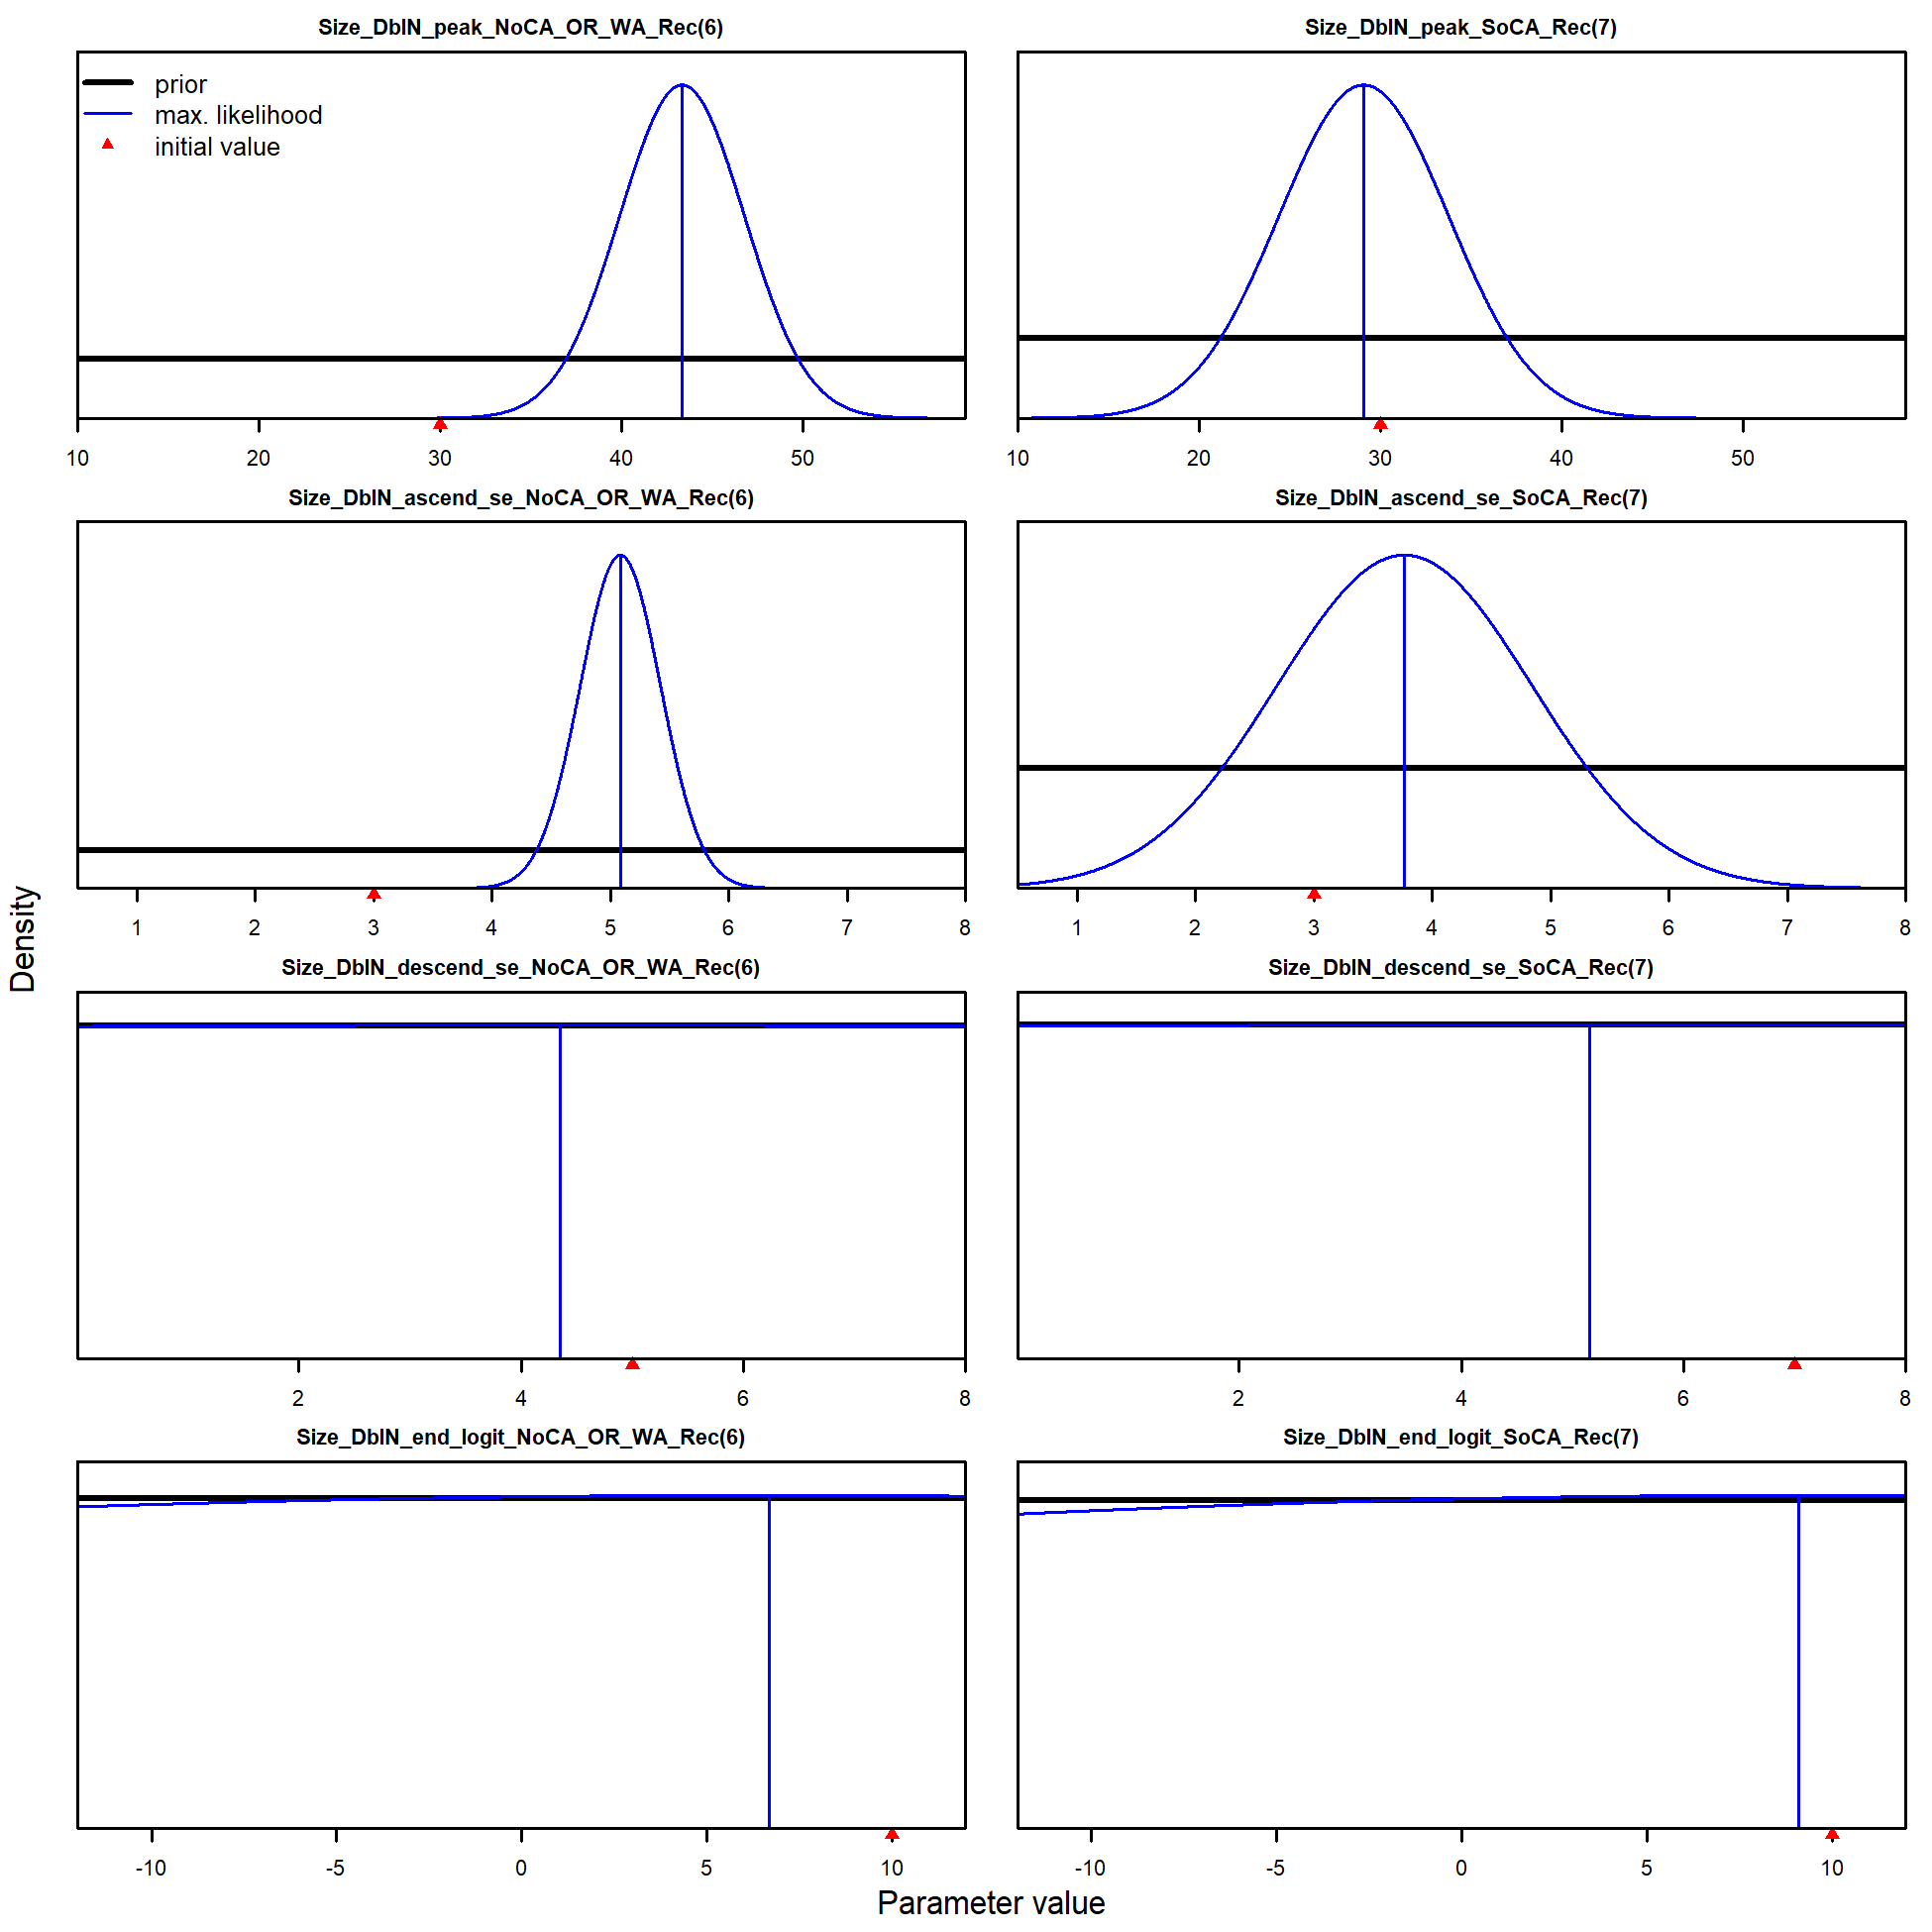 Size_DblN_peak_NoCA_OR_WA_Rec(6)
Size_DblN_peak_SoCA_Rec(7)
prior
max. likelihood
initial value
10 20 30 40 50
10 20 30 40 50
Size_DblN_ascend_se_NoCA_OR_WA_Rec(6)
Size_DblN_ascend_se_SoCA_Rec(7)
1 2 3 4 5 6 7 8
1 2 3 4 5 6 7 8
Density
Size_DblN_descend_se_NoCA_OR_WA_Rec(6)
Size_DblN_descend_se_SoCA_Rec(7)
2 4 6 8
2 4 6 8
Size_DblN_end_logit_NoCA_OR_WA_Rec(6)
Size_DblN_end_logit_SoCA_Rec(7)
-10 -5 0 5 10
-10 -5 0 5 10
Parameter value